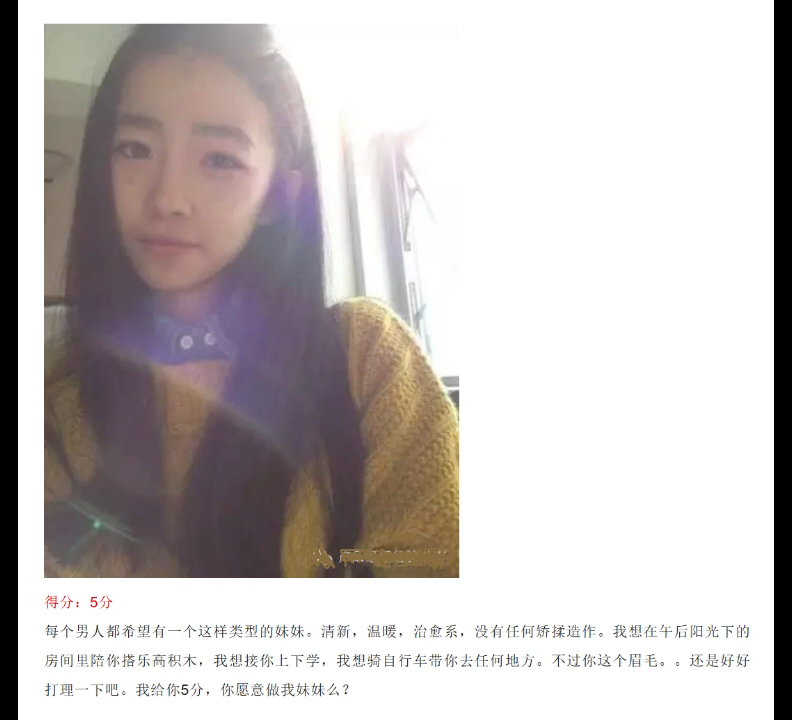 得分：5分
每个男人都希望有一个这样类型的妹妹。清新，温暖，治愈系，没有任何矫揉造作。我想在午后阳光下的
房间里陪你搭乐高积木，我想接你上下学，我想骑自行车带你去任何地方。不过你这个眉毛。。还是好好
打理一下吧。我给你5分，你愿意做我妹妹么？